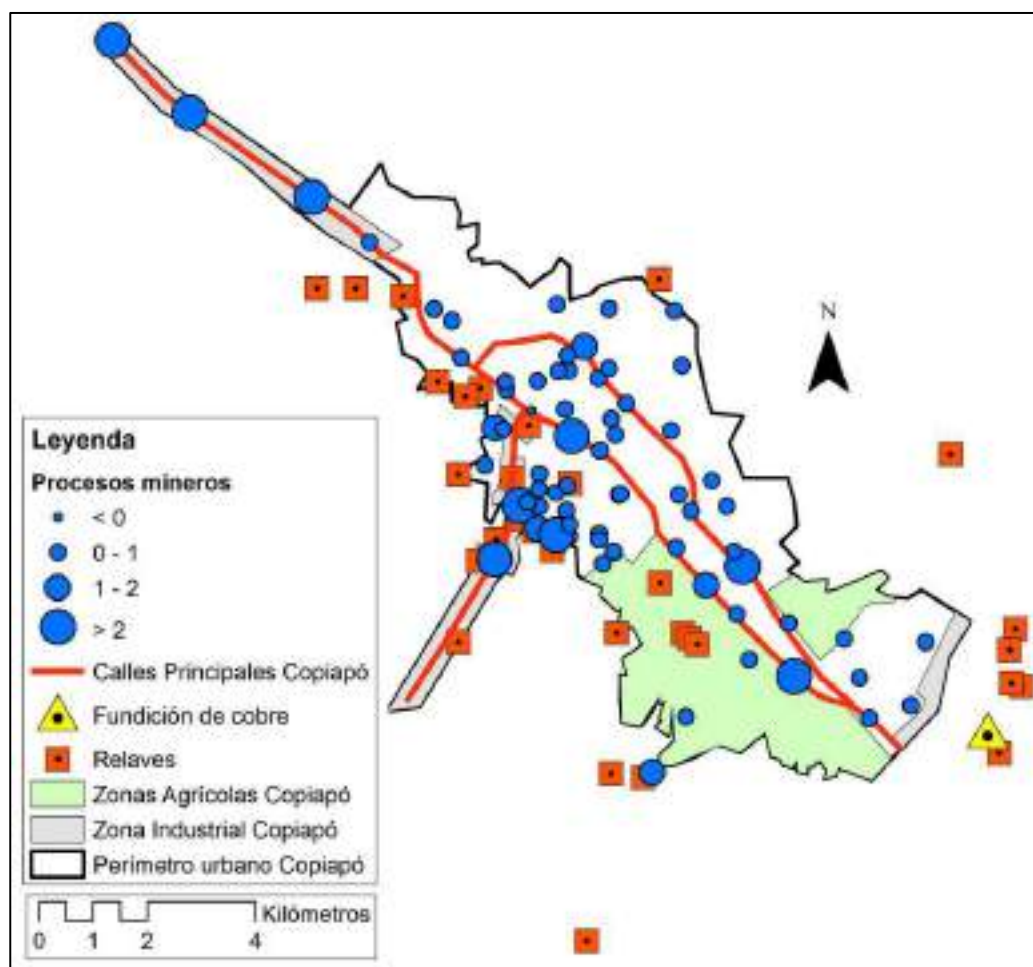 N
Leyenda
Procesos mineros
< 0
0 - 1
1 - 2
> 2
Calles Principales Copiapó
Fundición de cobre
Relaves
Zonas Agrícolas Copiapó
Zona Industrial Copiapó
Perímetro urbano Copiapó
Kilómetros
0 1 2 4